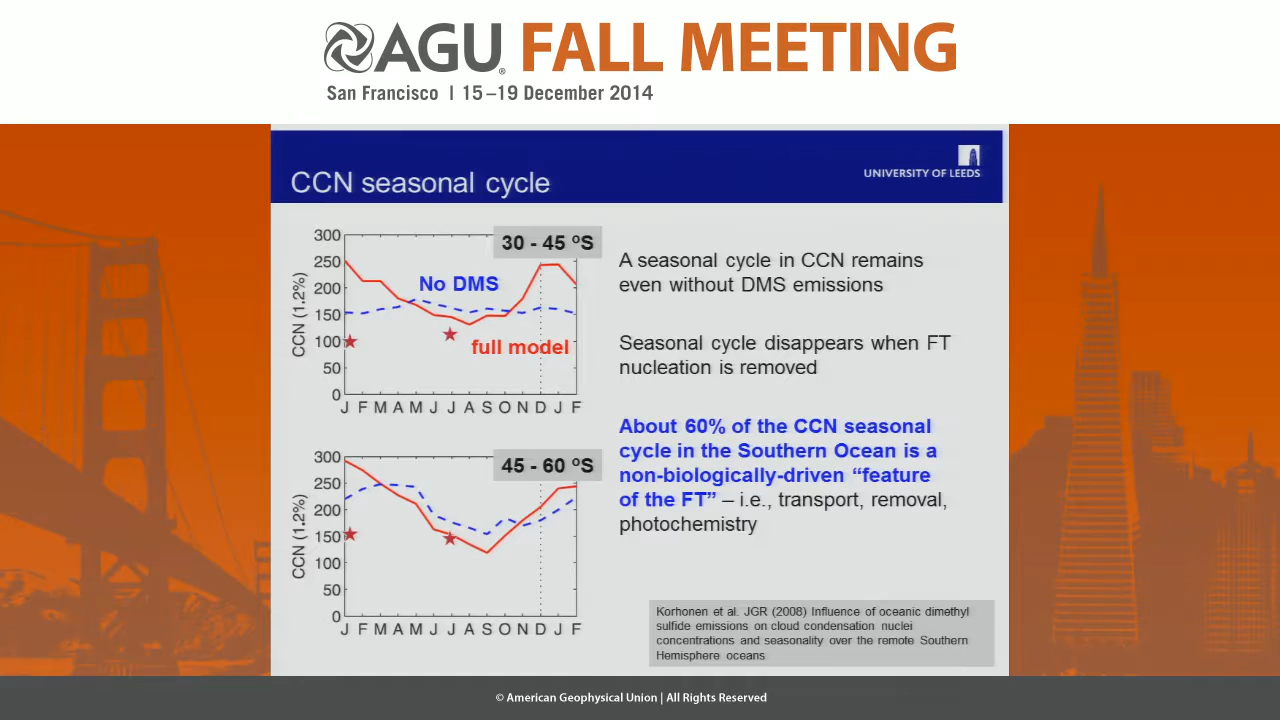 AGU® FALL MEETING
San Francisco | 15–19 December 2014
UNIVERSITY OF LEEDS
CCN seasonal cycle
30 - 45 ºS
300
250
200
150
100
50
0
CCN (1.2%)
No DMS
full model
J F M A M J J A S O N D J F
45 - 60 ºS
300
250
200
150
100
50
0
CCN (1.2%)
J F M A M J J A S O N D J F
A seasonal cycle in CCN remains
even without DMS emissions
Seasonal cycle disappears when FT
nucleation is removed
About 60% of the CCN seasonal
cycle in the Southern Ocean is a
non-biologically-driven “feature
of the FT” – i.e., transport, removal,
photochemistry
Korhonen et al. JGR (2008) Influence of oceanic dimethyl
sulfide emissions on cloud condensation nuclei
concentrations and seasonality over the remote Southern
Hemisphere oceans
© American Geophysical Union | All Rights Reserved